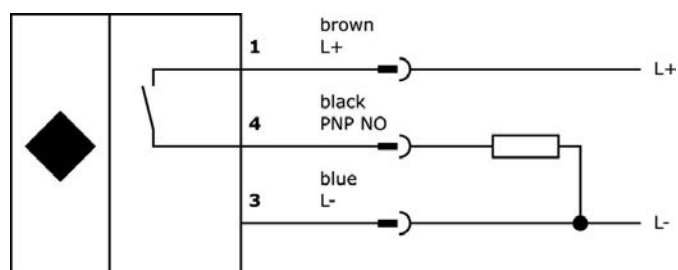 brown
1 L+
L+
black
4 PNP NO
blue
3 L-
L-